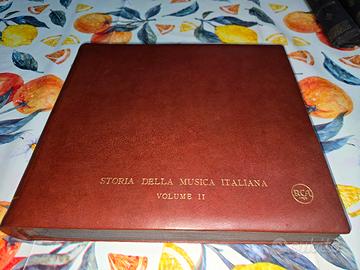 STORIA DELLA MUSICA ITALIANA
VOLUME II
RCA